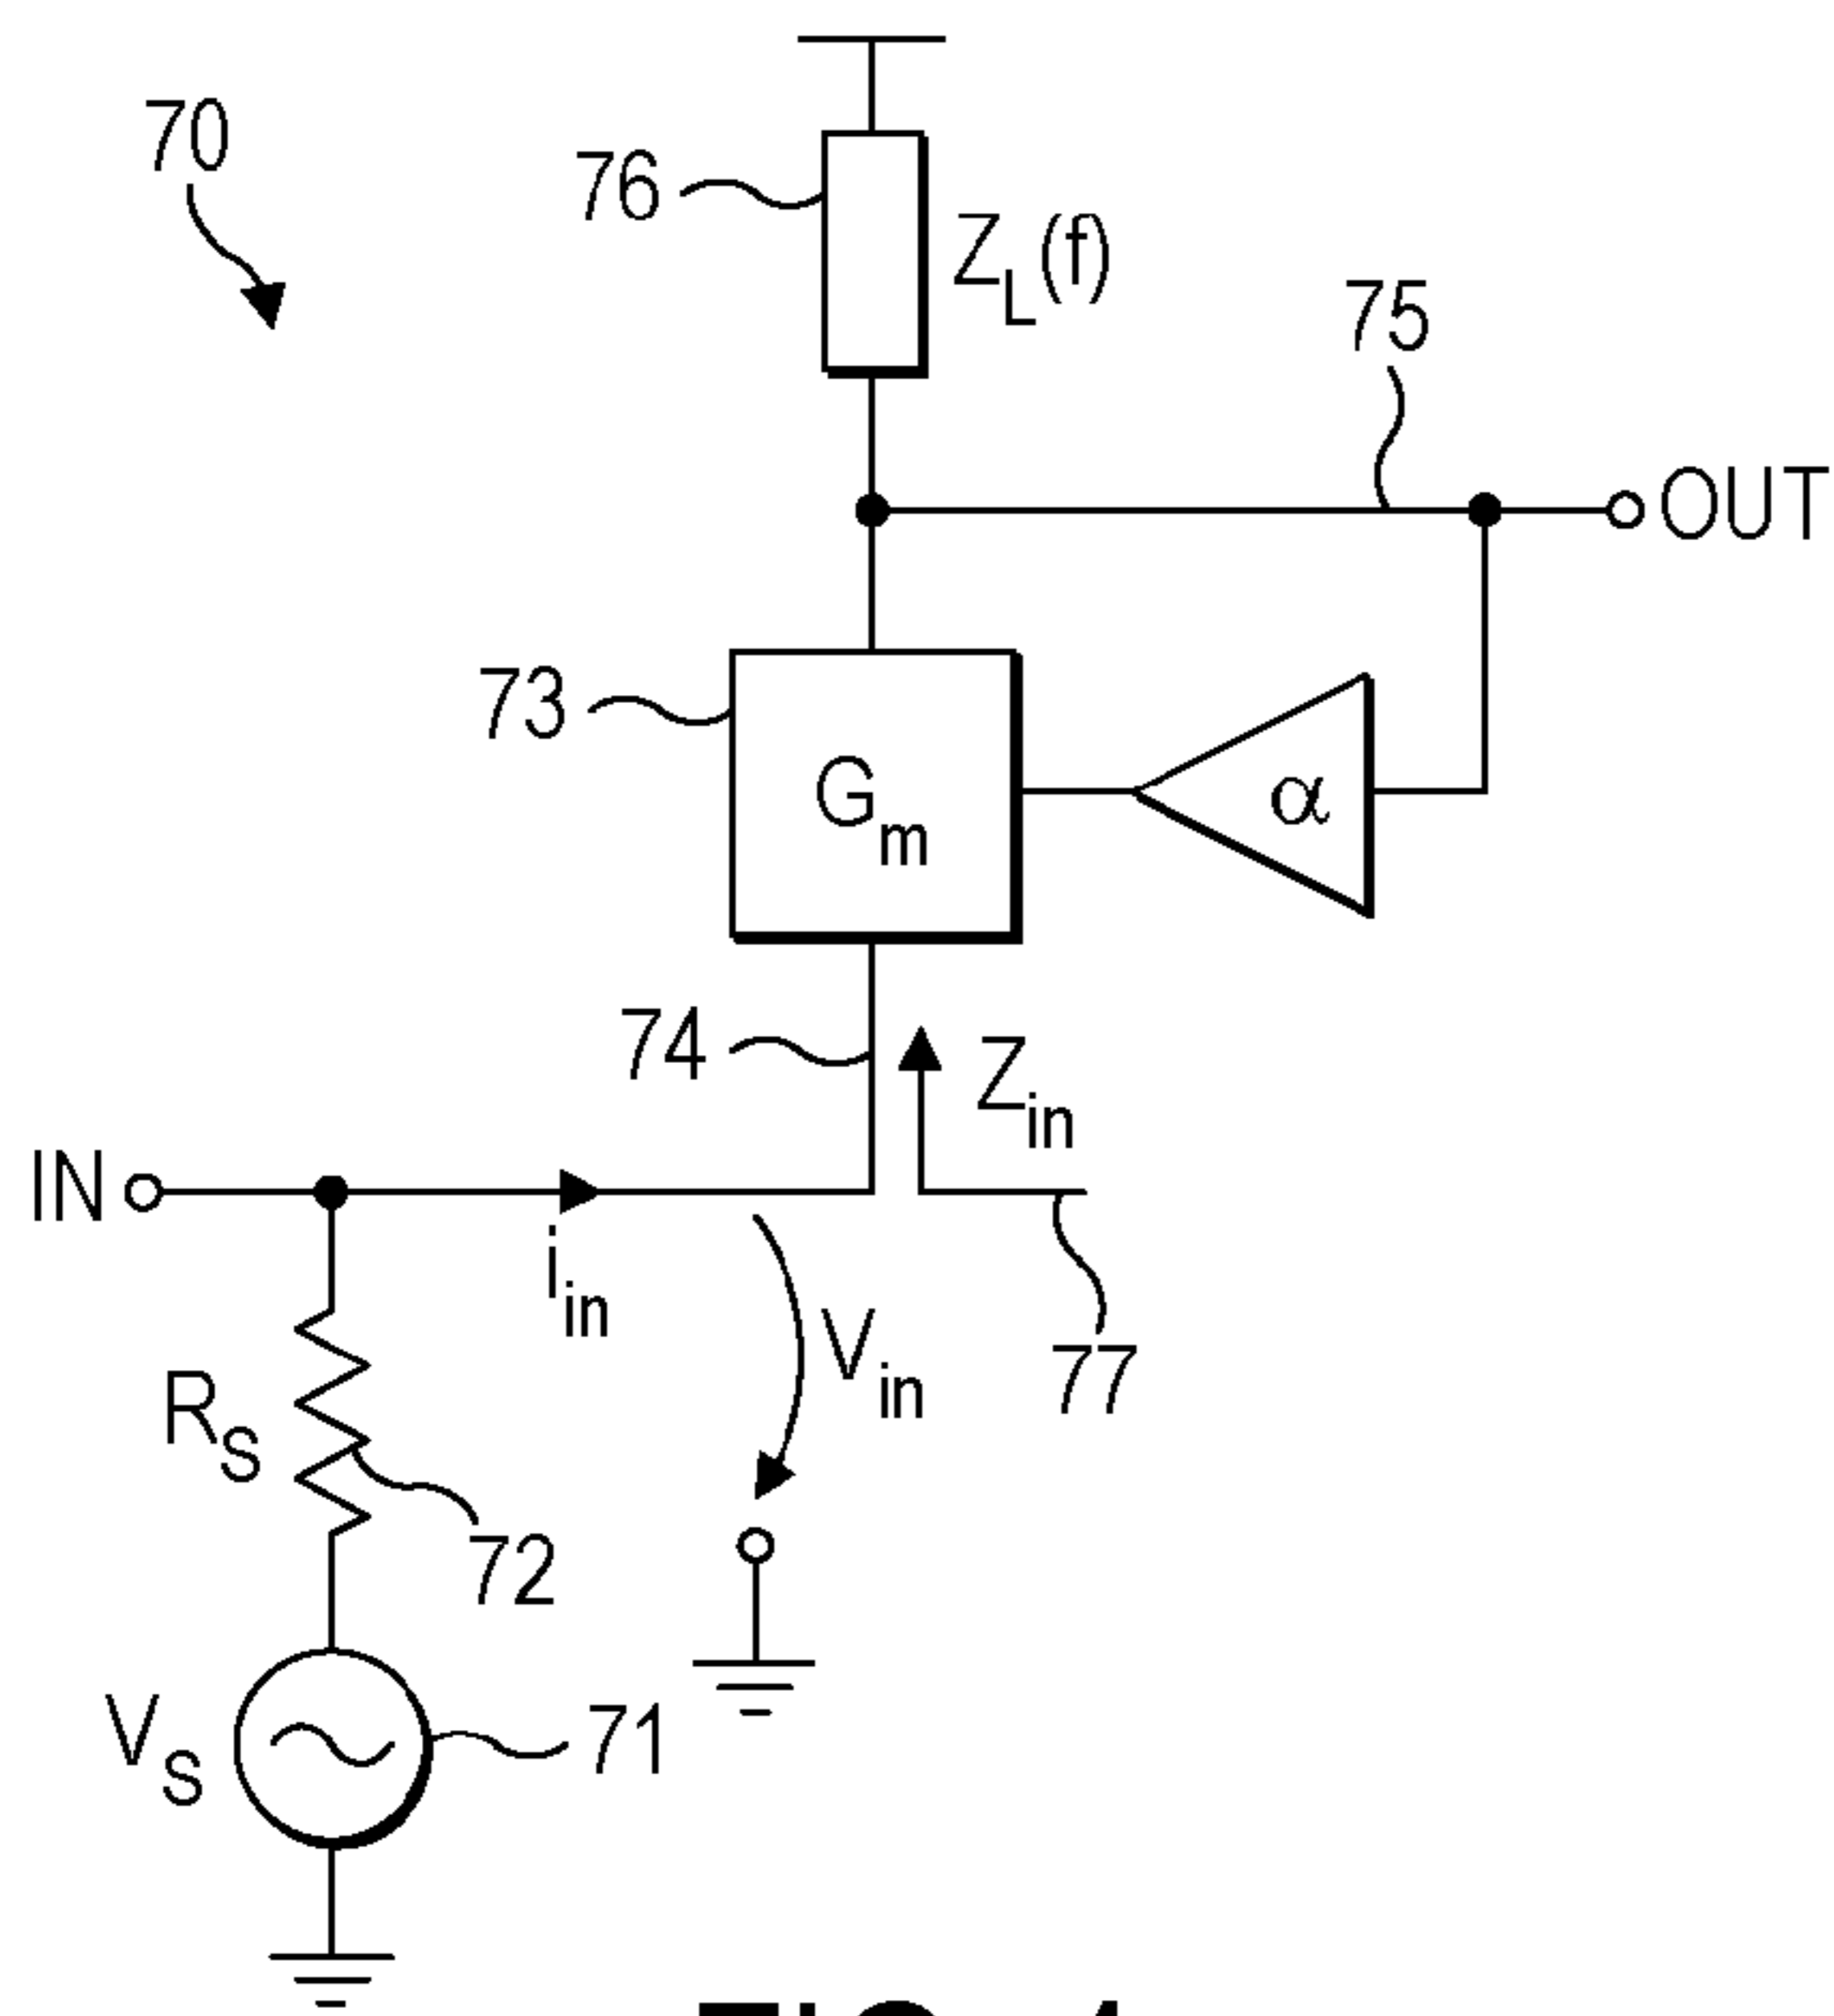 70
76
Z_L(f)
75
OUT
73
G_m
α
74
Z_in
IN
i_in
V_in
77
R_S
72
V_S
71